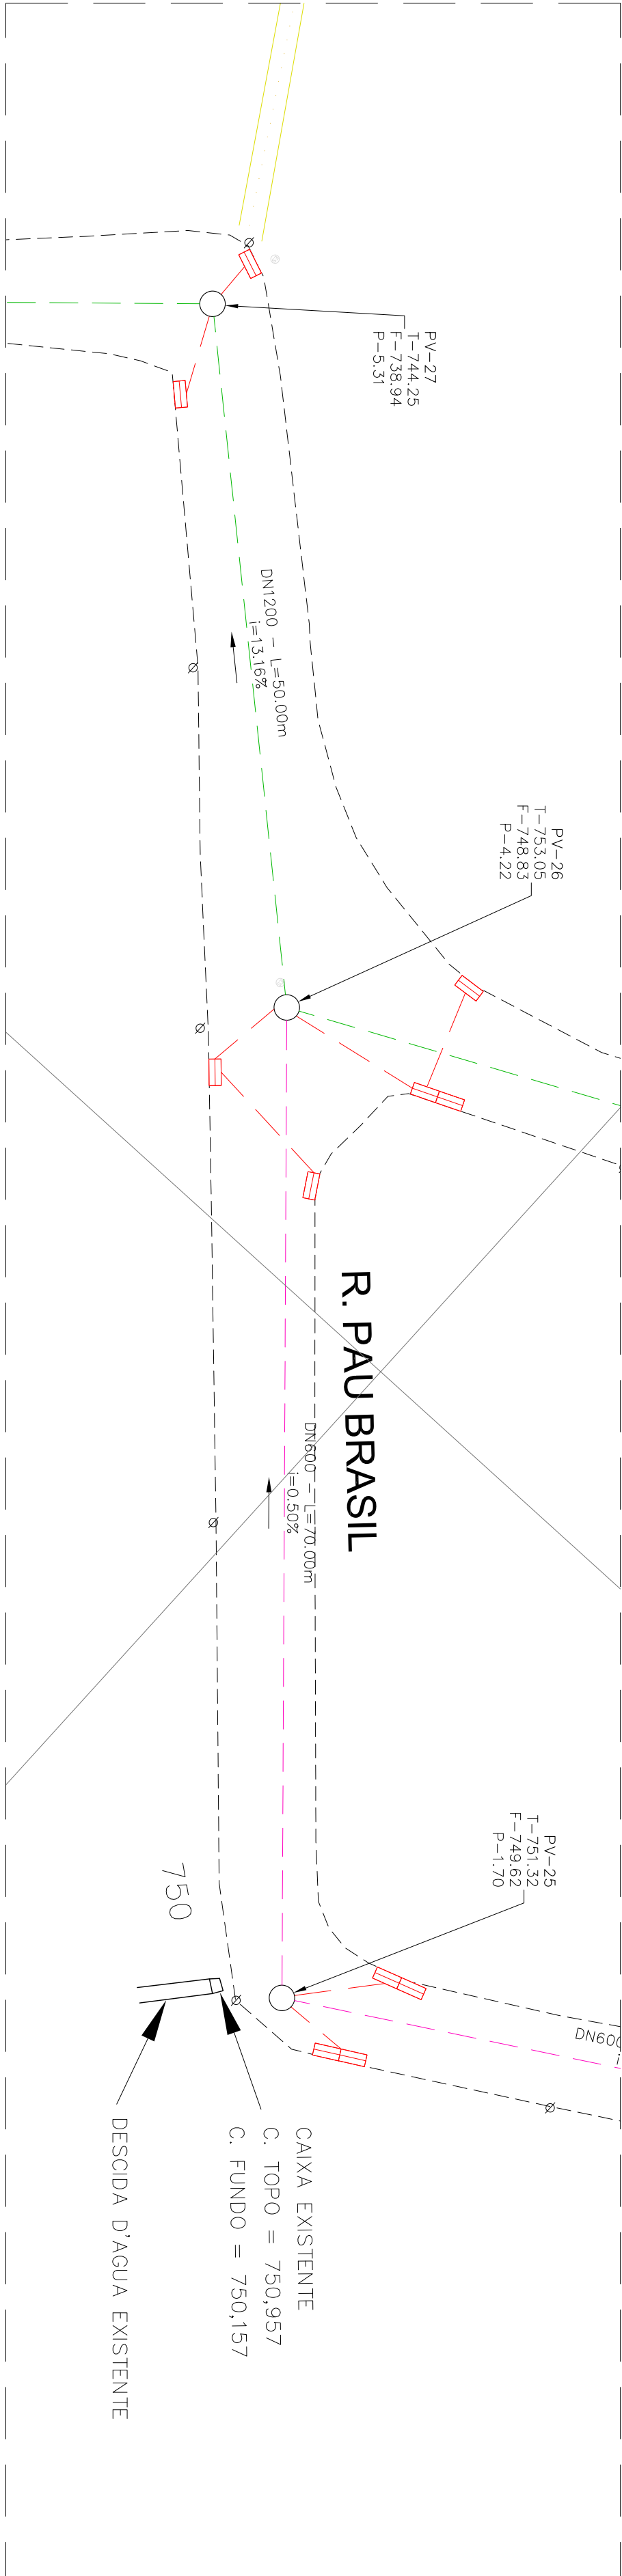 PV-27
T-744.25
F-738.94
P-5.31
DN1200 - L=50.00m
i=13.16%
PV-26
T-753.05
F-748.83
P-4.22
R. PAU BRASIL
DN600 - L=70.00m
i=0.50%
PV-25
T-751.32
F-749.62
P-1.70
750
DN600
i
CAIXA EXISTENTE
C. TOPO = 750,957
C. FUNDO = 750,157
DESCIDA D'AGUA EXISTENTE